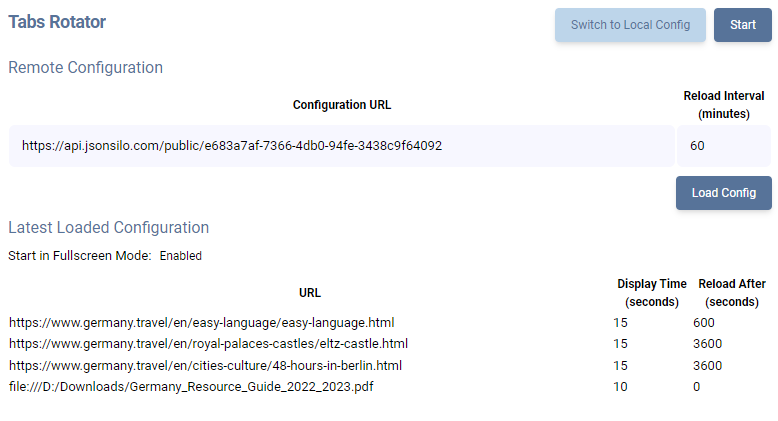 Tabs Rotator
Switch to Local Config
Start
Remote Configuration
Configuration URL
Reload Interval
(minutes)
https://api.jsonsilo.com/public/e683a7af-7366-4db0-94fe-3438c9f64092
60
Load Config
Latest Loaded Configuration
Start in Fullscreen Mode: Enabled
URL
Display Time
(seconds)
Reload After
(seconds)
https://www.germany.travel/en/easy-language/easy-language.html 15 600
https://www.germany.travel/en/royal-palaces-castles/eltz-castle.html 15 3600
https://www.germany.travel/en/cities-culture/48-hours-in-berlin.html 15 3600
file:///D:/Downloads/Germany_Resource_Guide_2022_2023.pdf 10 0